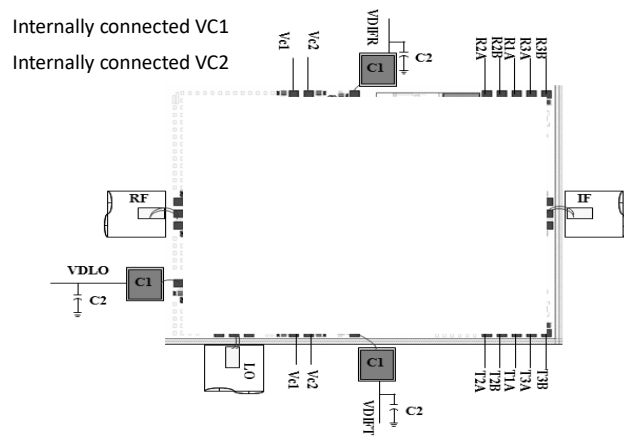 Internally connected VC1
Internally connected VC2
Vc1
Vc2
VDIFR
C1
C2
R2A
R2B
R1A
R3A
R3B
RF
IF
VDLO
C1
C2
LO
Vc1
Vc2
C1
VDIFT
C2
T2A
T2B
T1A
T3A
T3B